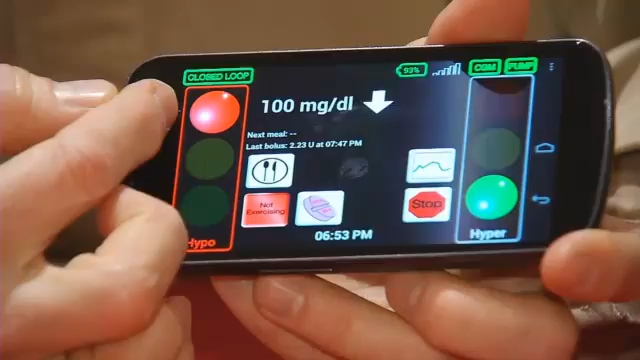 CLOSED LOOP
93%
CGM
PUMP
100 mg/dl
Next meal: --
Last bolus: 2.23 U at 07:47 PM
Not Exercising
Stop
Hypo
06:53 PM
Hyper